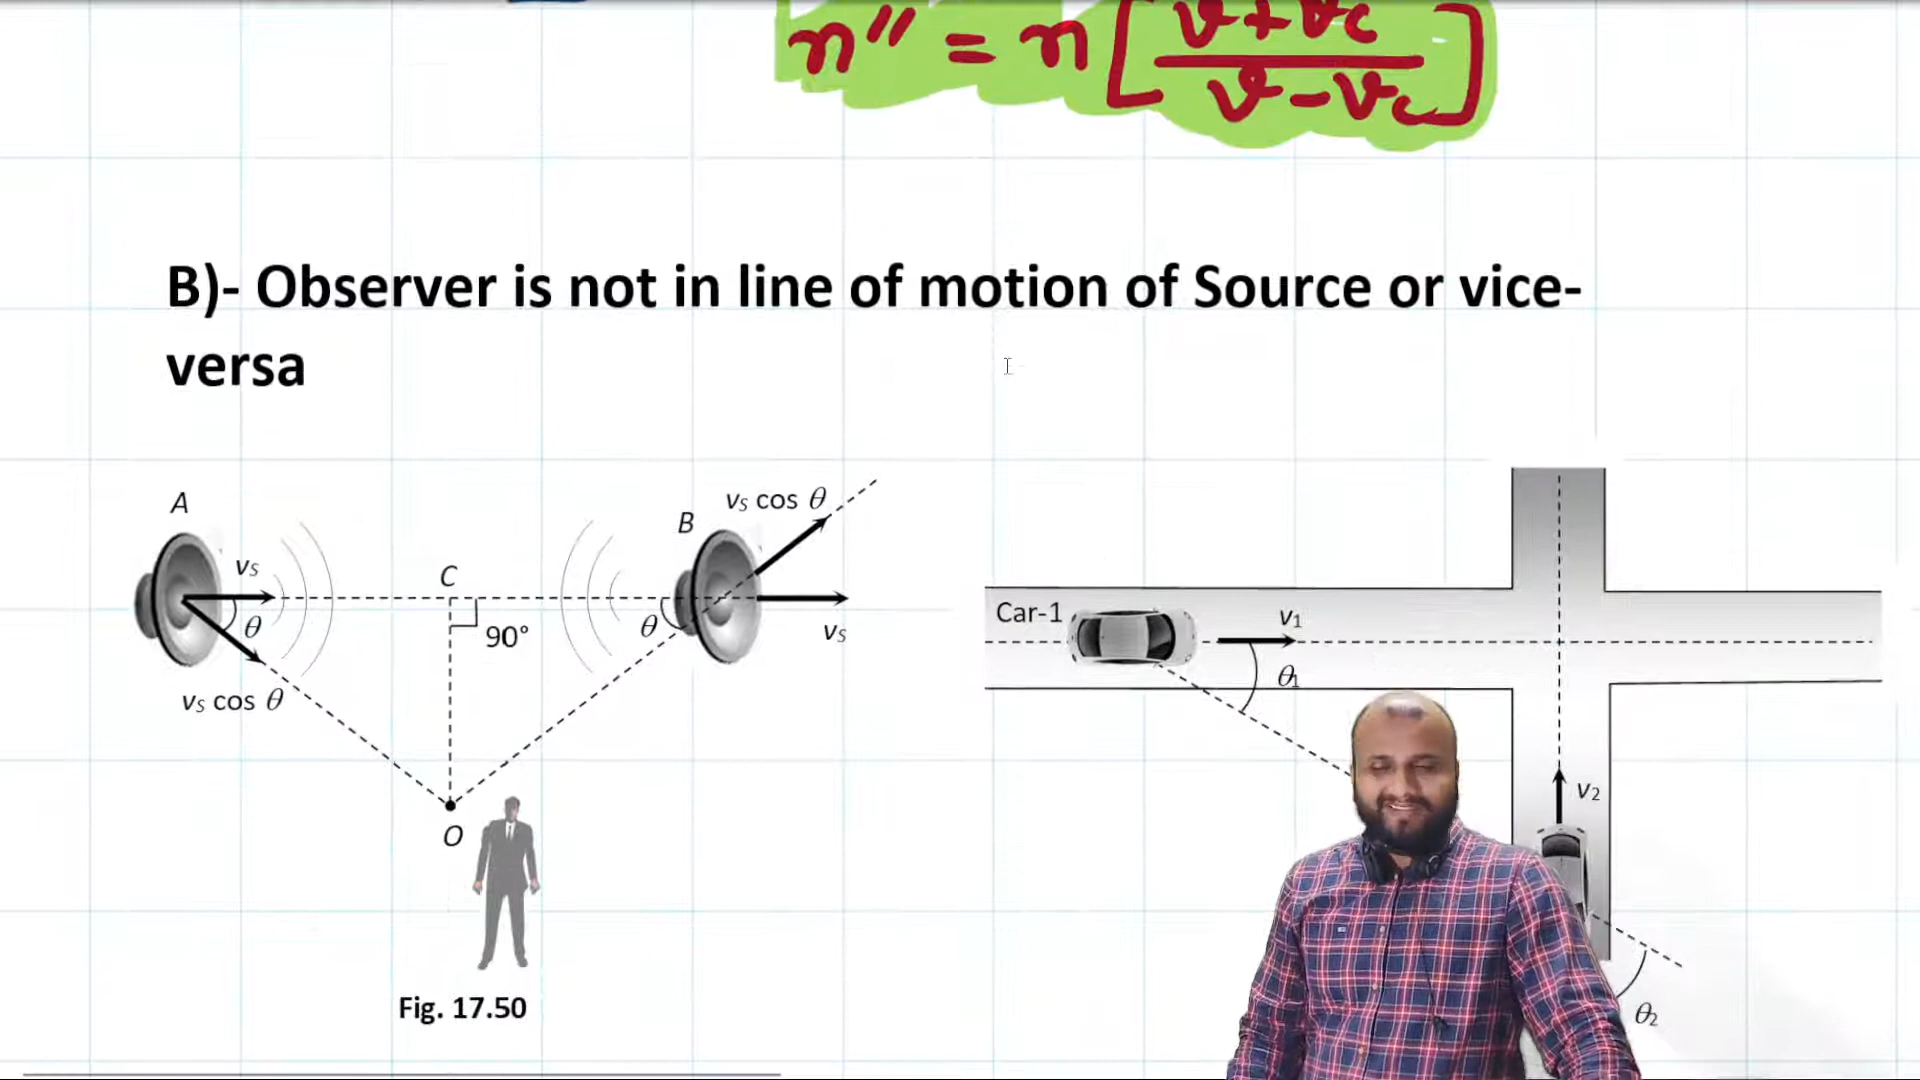 n'' = n [ v + vc / v - vc ]
B)- Observer is not in line of motion of Source or vice-
versa
A
vs
θ
vs cos θ
C
90°
B
vs cos θ
θ
vs
O
Fig. 17.50
Car-1
v1
θ1
v2
θ2